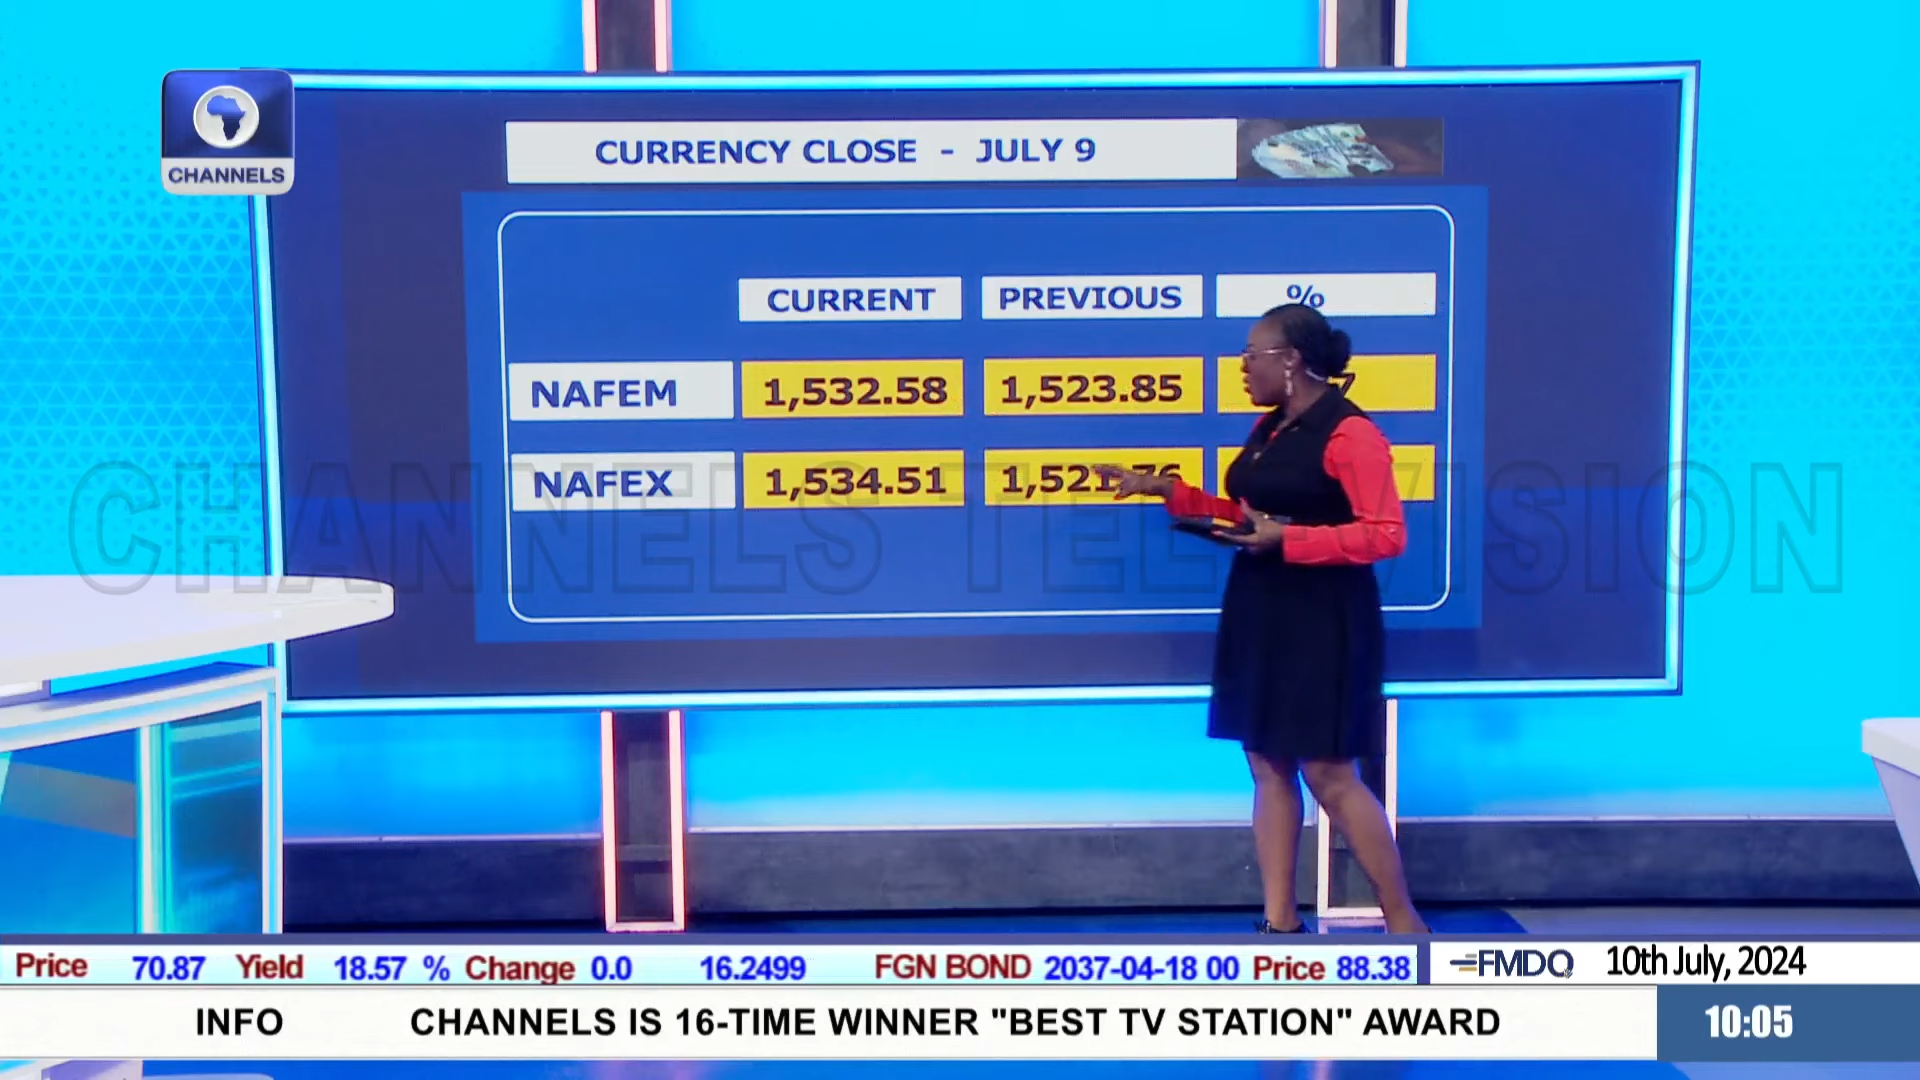 CHANNELS
CURRENCY CLOSE - JULY 9
CURRENT PREVIOUS %
NAFEM 1,532.58 1,523.85 7
NAFEX 1,534.51
CHANNELS TELEVISION
Price 70.87 Yield 18.57 % Change 0.0 16.2499 FGN BOND 2037-04-18 00 Price 88.38 FMDQ 10th July, 2024
INFO CHANNELS IS 16-TIME WINNER "BEST TV STATION" AWARD 10:05